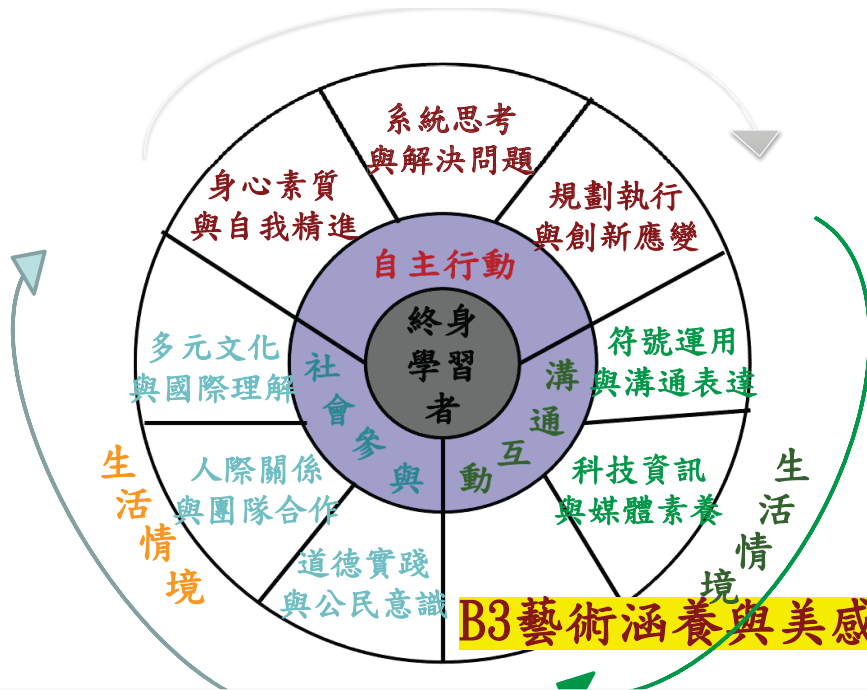 系統思考
與解決問題
身心素質
與自我精進
規劃執行
與創新應變
自主行動
終身
學習
者
多元文化
與國際理解
社會參與
溝通互動
符號運用
與溝通表達
人際關係
與團隊合作
科技資訊
與媒體素養
生活情境
生活情境
道德實踐
與公民意識
B3藝術涵養與美感